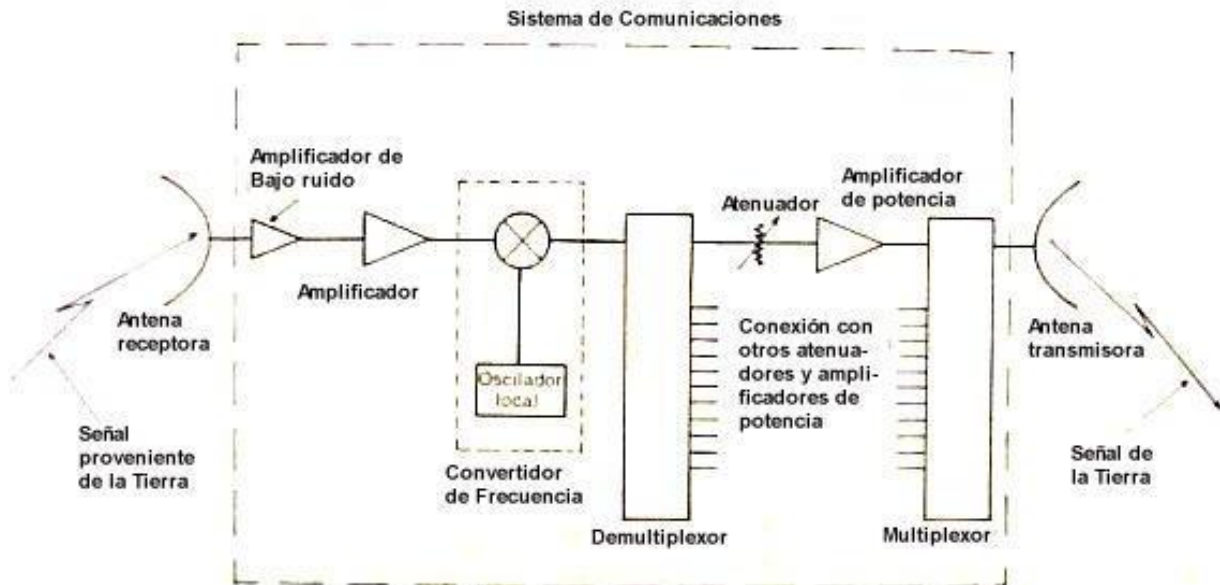 Sistema de Comunicaciones
Amplificador de
Bajo ruido
Amplificador
de potencia
Atenuador
Amplificador
Antena
receptora
Conexión con
otros atenua-
dores y ampli-
ficadores de
potencia
Antena
transmisora
Oscilador
local
Señal
proveniente
de la Tierra
Convertidor
de Frecuencia
Señal de
la Tierra
Demultiplexor
Multiplexor